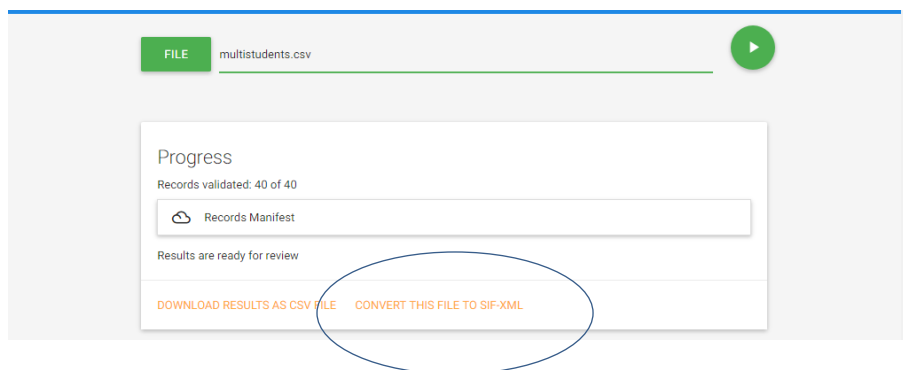 FILE multistudents.csv
Progress
Records validated: 40 of 40
Records Manifest
Results are ready for review
DOWNLOAD RESULTS AS CSV FILE CONVERT THIS FILE TO SIF-XML